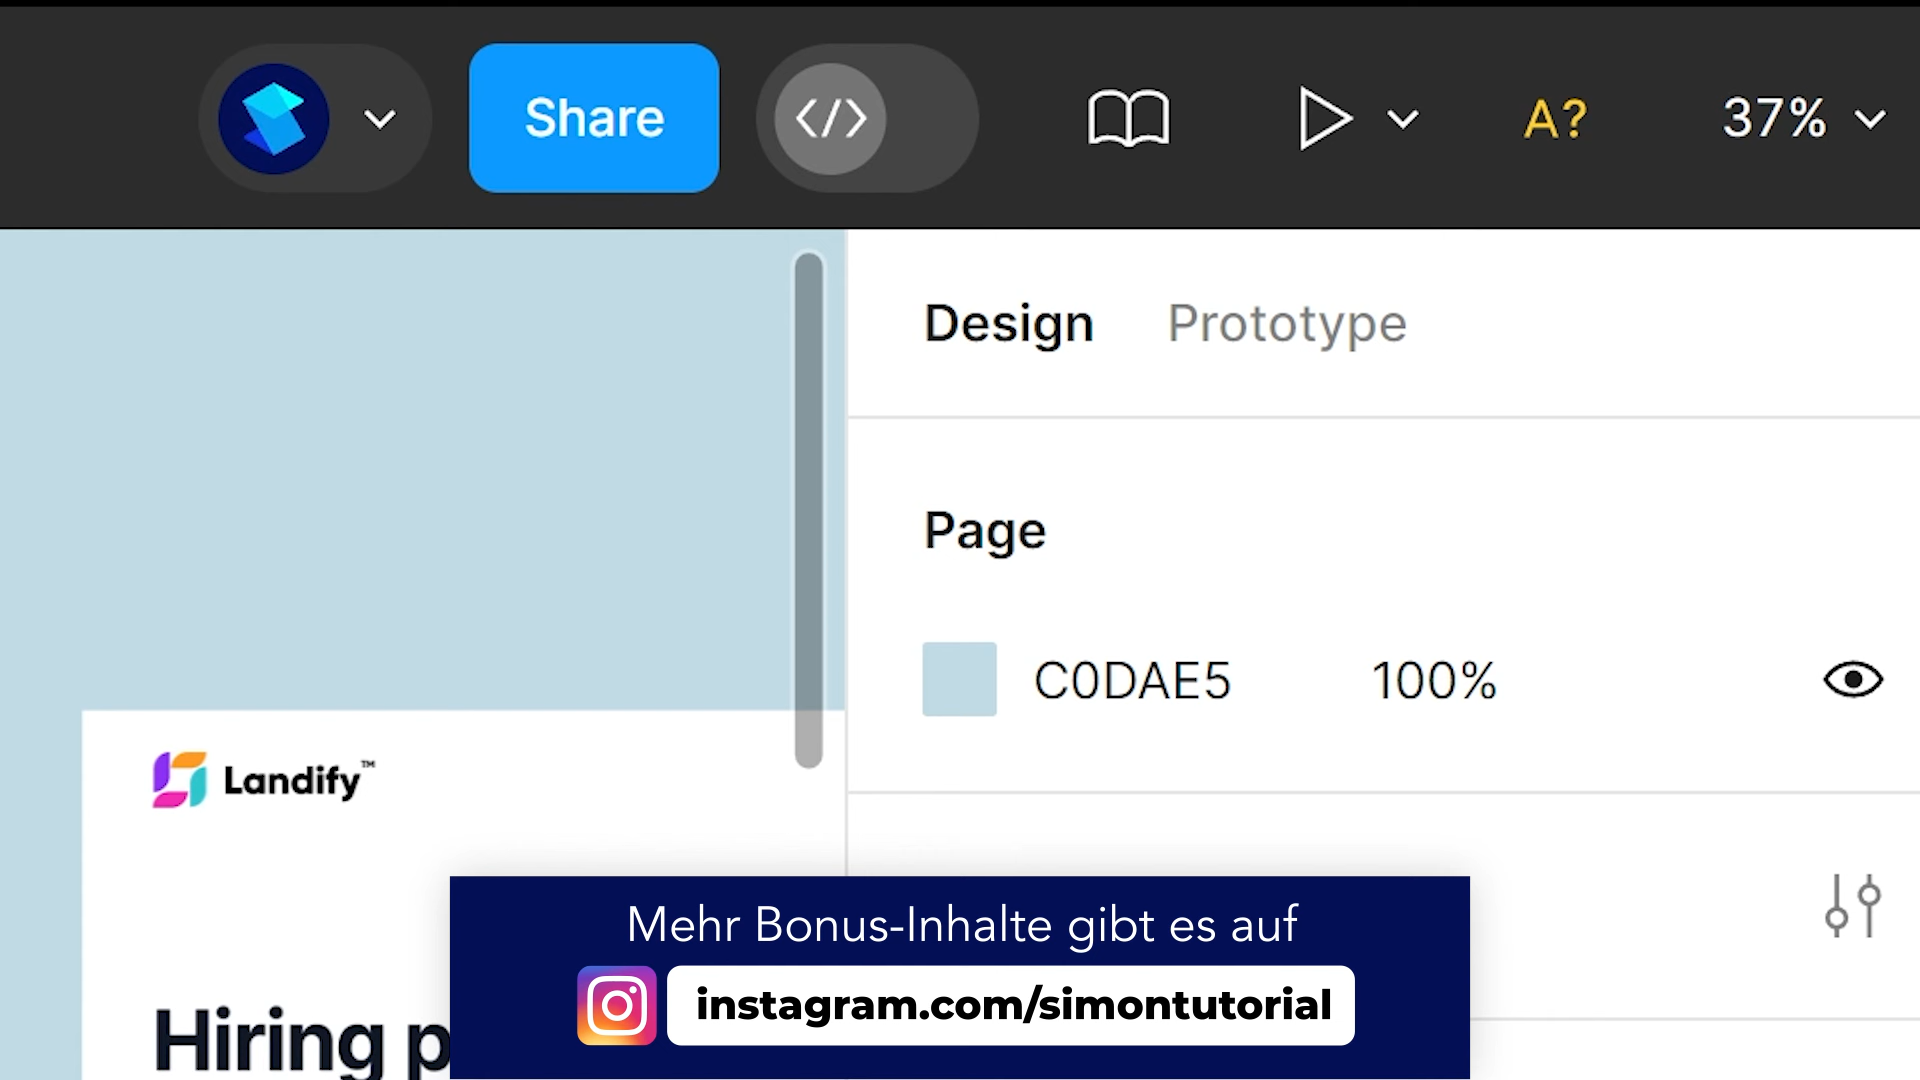 Share
</>
A?
37%
Design
Prototype
Page
C0DAE5
100%
Landify™
Hiring p
Mehr Bonus-Inhalte gibt es auf
instagram.com/simontutorial